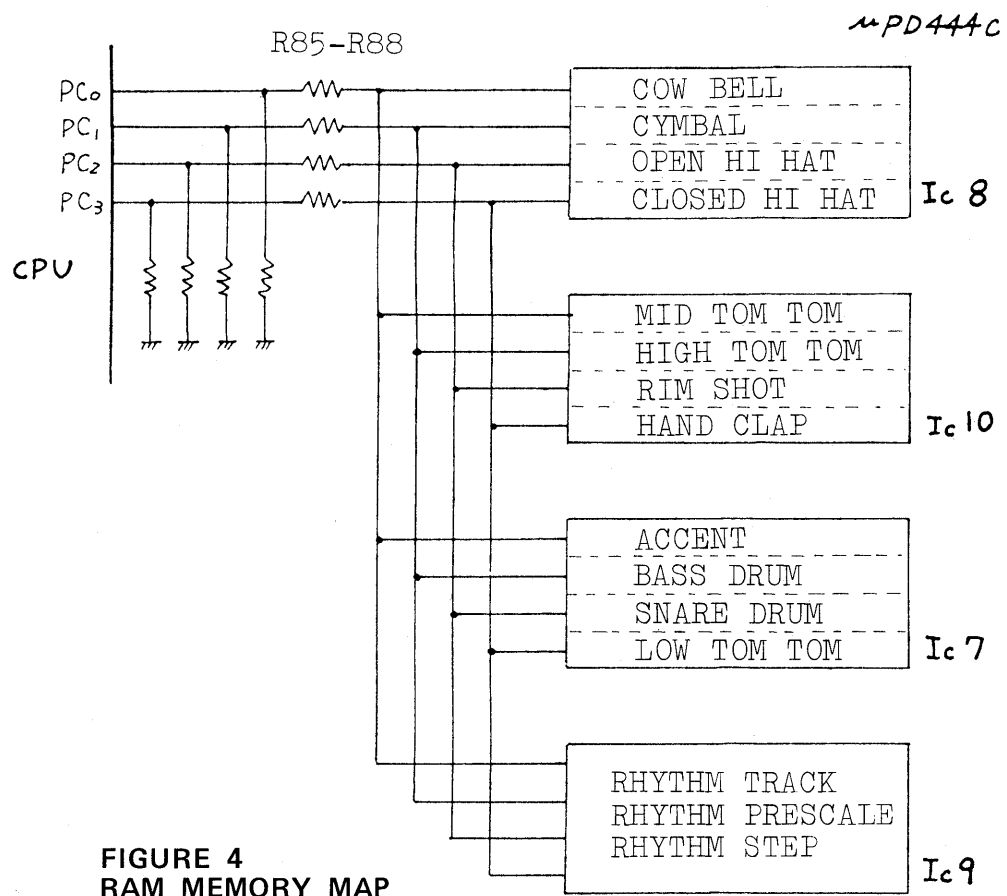 μPD444C
R85-R88
PC0
PC1
PC2
PC3
CPU
COW BELL
CYMBAL
OPEN HI HAT
CLOSED HI HAT
Ic 8
MID TOM TOM
HIGH TOM TOM
RIM SHOT
HAND CLAP
Ic 10
ACCENT
BASS DRUM
SNARE DRUM
LOW TOM TOM
Ic 7
RHYTHM TRACK
RHYTHM PRESCALE
RHYTHM STEP
Ic 9
FIGURE 4
RAM MEMORY MAP